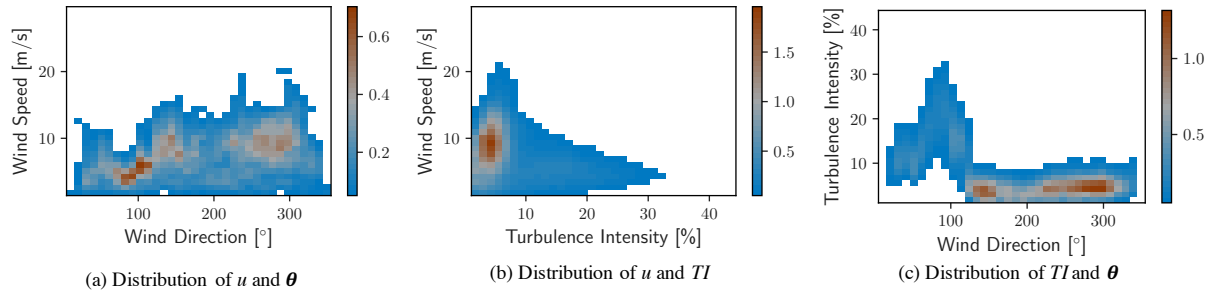 Wind Speed [m/s]
20
10
100
200
300
Wind Direction [°]
0.6
0.4
0.2
(a) Distribution of u and θ
Wind Speed [m/s]
20
10
10
20
30
40
Turbulence Intensity [%]
1.5
1.0
0.5
(b) Distribution of u and TI
Turbulence Intensity [%]
40
30
20
10
100
200
300
Wind Direction [°]
1.0
0.5
(c) Distribution of TI and θ